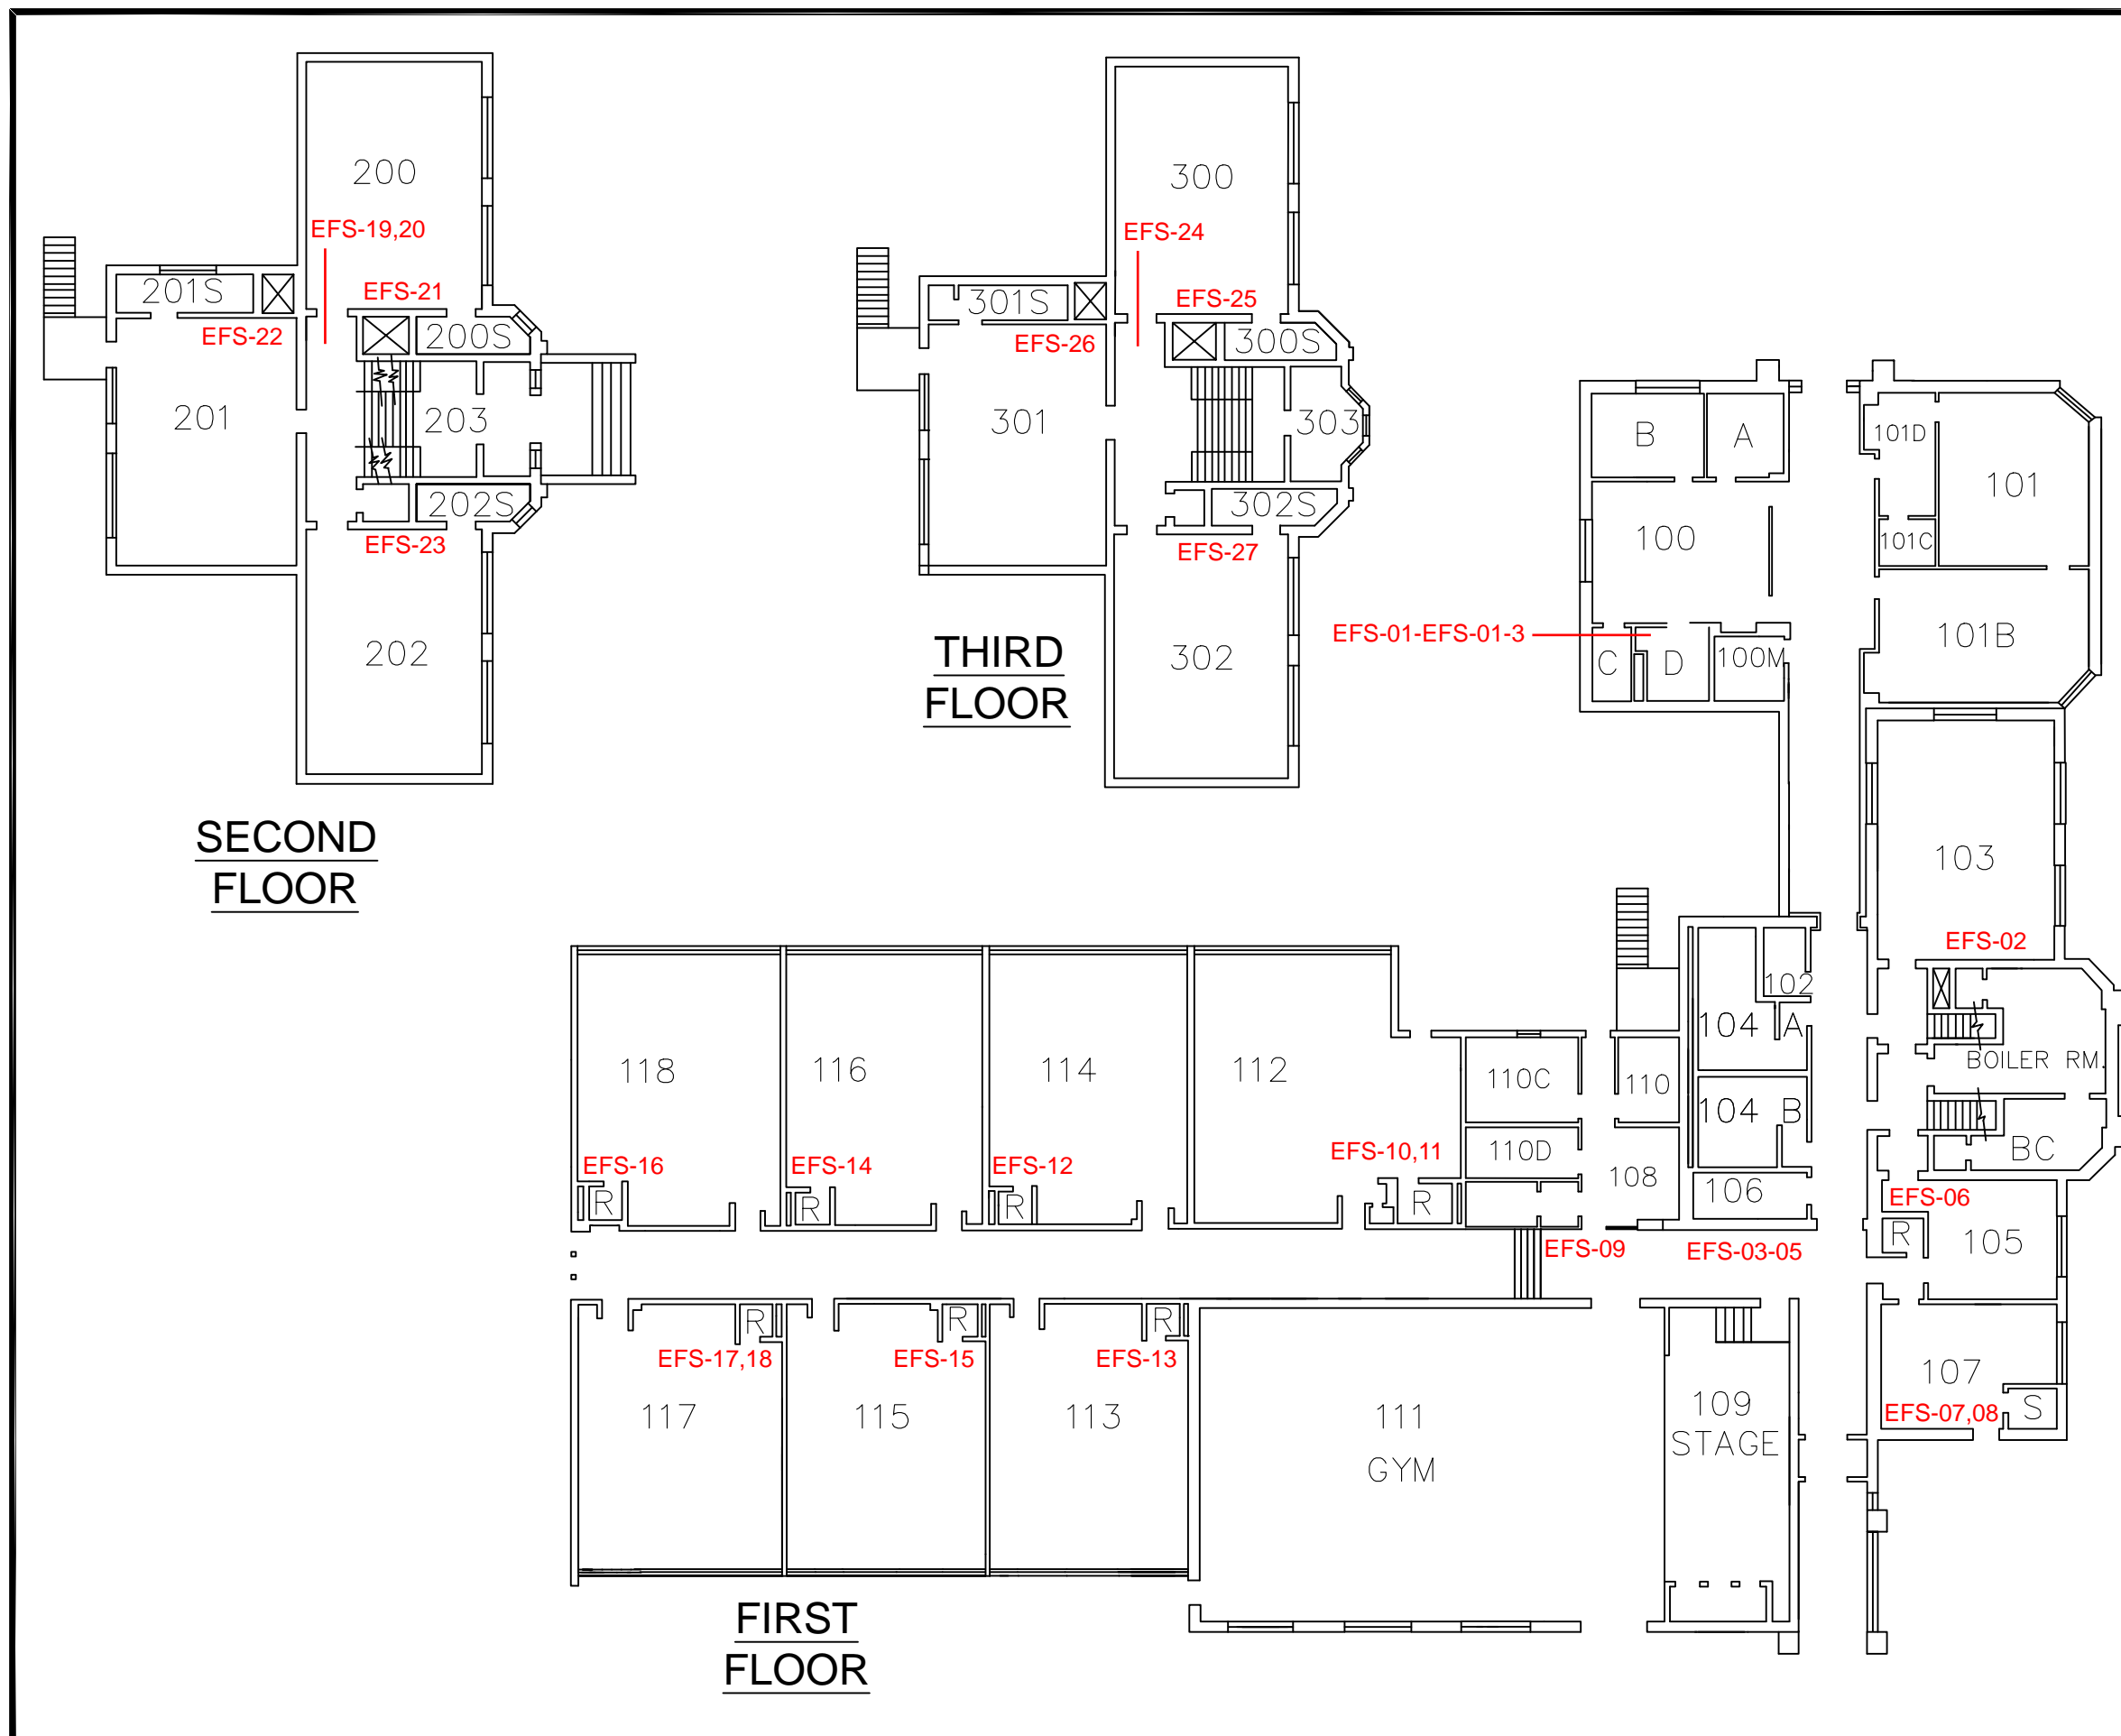 200
EFS-19,20
EFS-21
201S
EFS-22
200S
201
203
202S
EFS-23
202
SECOND
FLOOR
300
EFS-24
EFS-25
301S
EFS-26
300S
301
303
302S
EFS-27
302
THIRD
FLOOR
B
A
100
EFS-01-EFS-01-3
C
D
100M
101D
101
101C
101B
103
EFS-02
102
104 A
104 B
106
BOILER RM.
BC
EFS-06
R
105
107
EFS-07,08
S
118
116
114
112
110C
110
110D
108
EFS-16
EFS-14
EFS-12
EFS-10,11
R
R
R
R
EFS-09
EFS-03-05
R
R
R
EFS-17,18
EFS-15
EFS-13
117
115
113
111
GYM
109
STAGE
FIRST
FLOOR